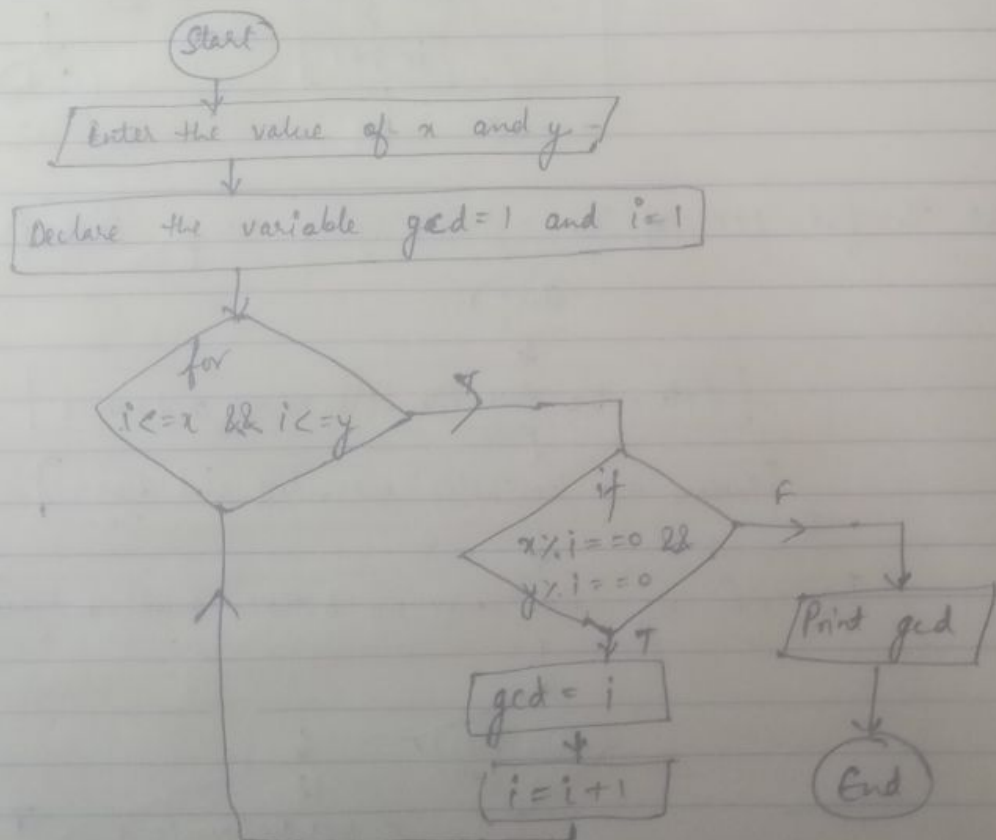 Start
Enter the value of x and y
Declare the variable gcd=1 and i=1
for
i<=x && i<=y
if
x%i==0 &&
y%i==0
F
T
Print gcd
gcd = i
i=i+1
End